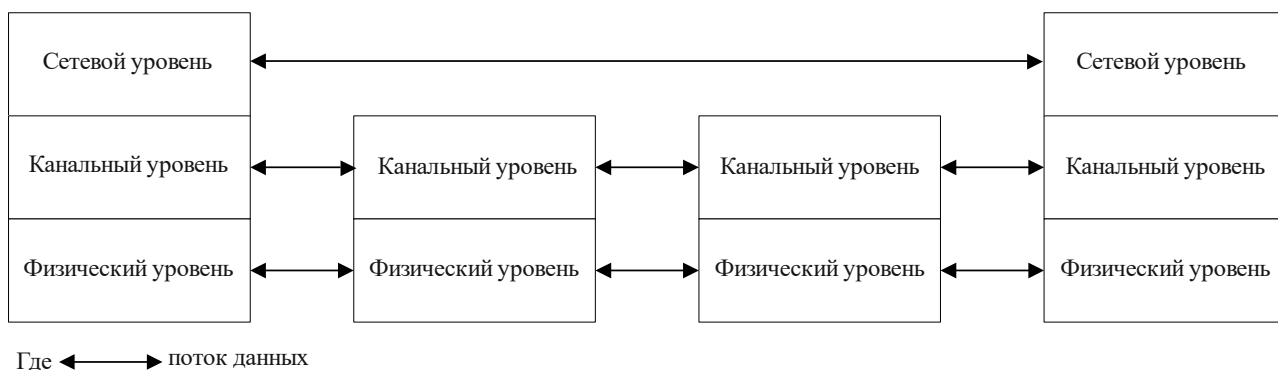 Сетевой уровень
Сетевой уровень
Канальный уровень
Канальный уровень
Канальный уровень
Канальный уровень
Физический уровень
Физический уровень
Физический уровень
Физический уровень
Где поток данных